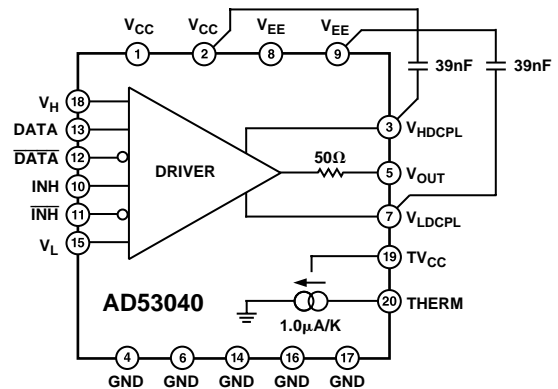 VCC VCC VEE VEE
1 2 8 9
39nF 39nF
18 VH
13 DATA
12 DATA
10 INH
11 INH
15 VL
DRIVER
50Ω
3 VHDCPL
5 VOUT
7 VLDCPL
19 TVCC
20 THERM
1.0µA/K
AD53040
4 6 14 16 17
GND GND GND GND GND